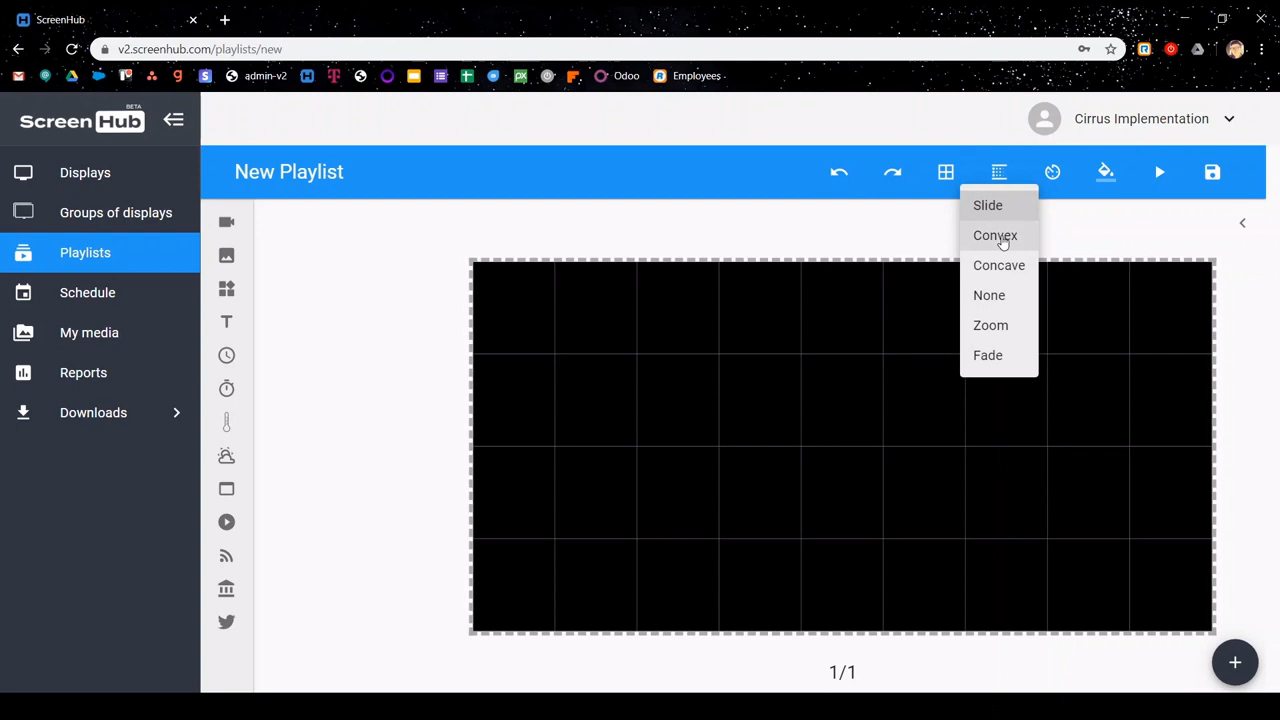 ScreenHub
v2.screenhub.com/playlists/new
admin-v2
Odoo
Employees
BETA
Screen Hub
Cirrus Implementation
New Playlist
Displays
Groups of displays
Playlists
Schedule
My media
Reports
Downloads
Slide
Convex
Concave
None
Zoom
Fade
T
1/1